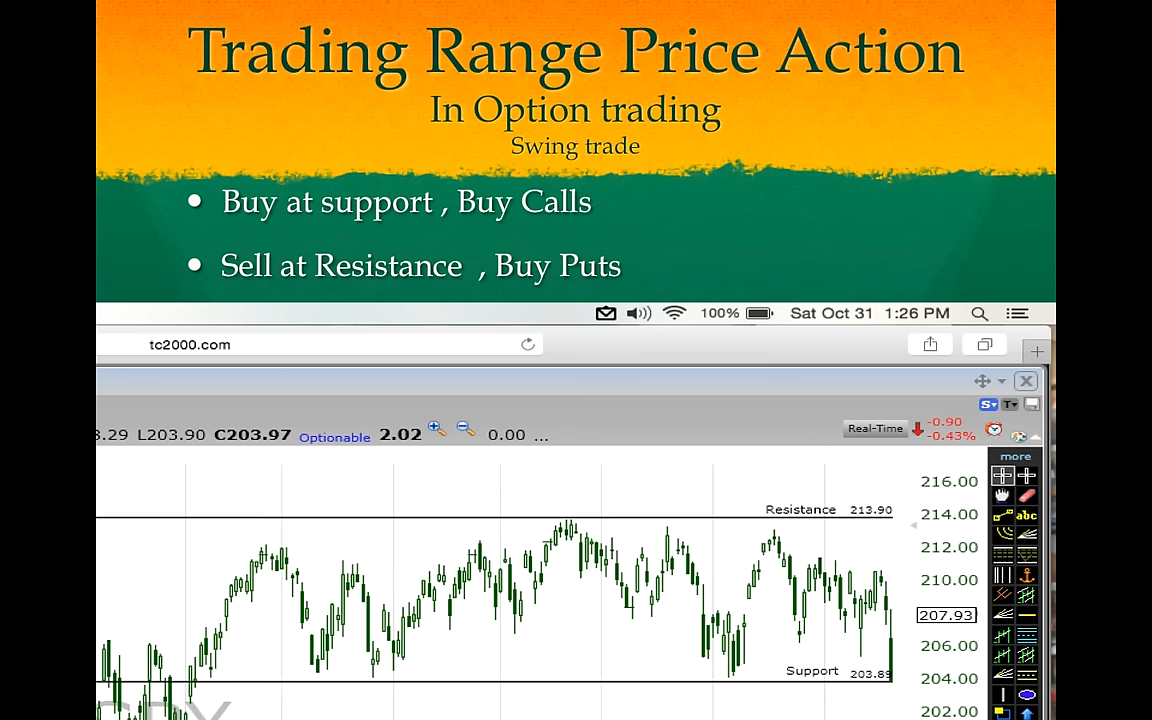 Trading Range Price Action
In Option trading
Swing trade
• Buy at support , Buy Calls
• Sell at Resistance , Buy Puts
100% Sat Oct 31 1:26 PM
tc2000.com
S T
3.29 L203.90 C203.97 Optionable 2.02 0.00 ... Real-Time -0.90
-0.43%
more
216.00
Resistance 213.90
214.00
abc
212.00
210.00
207.93
206.00
Support 203.89
204.00
202.00